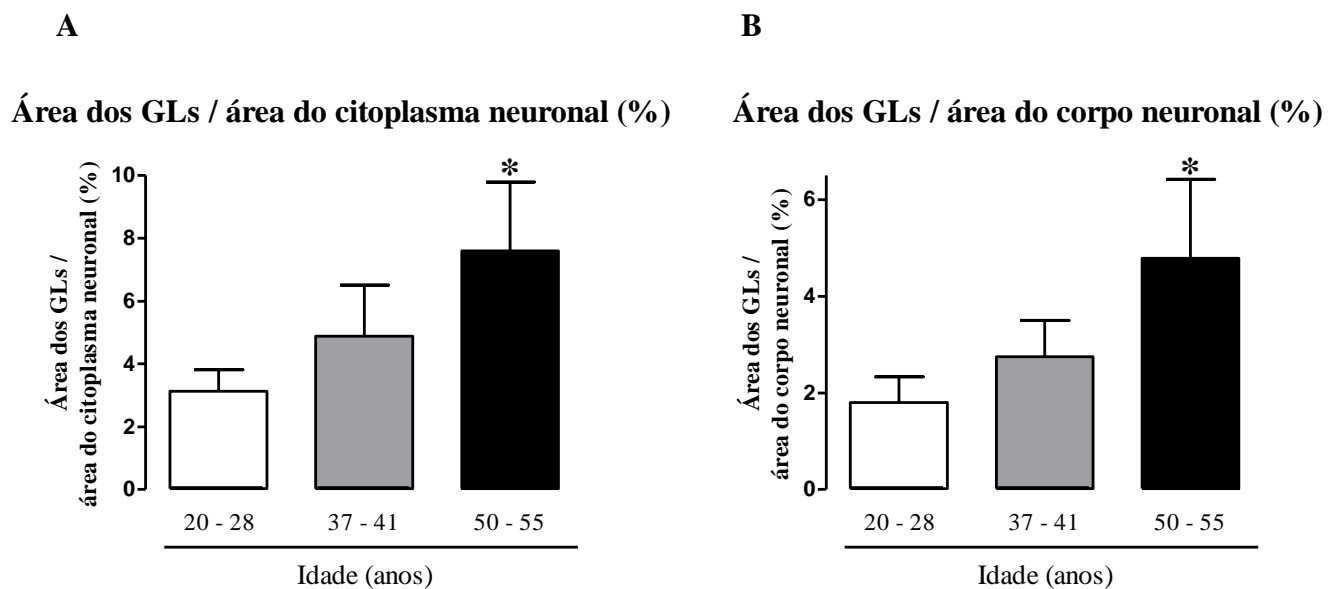 A
Área dos GLs / área do citoplasma neuronal (%)
Área dos GLs /
área do citoplasma neuronal (%)
10
8
6
4
2
0
*
20 - 28
37 - 41
50 - 55
Idade (anos)
B
Área dos GLs / área do corpo neuronal (%)
Área dos GLs /
área do corpo neuronal (%)
6
4
2
0
*
20 - 28
37 - 41
50 - 55
Idade (anos)